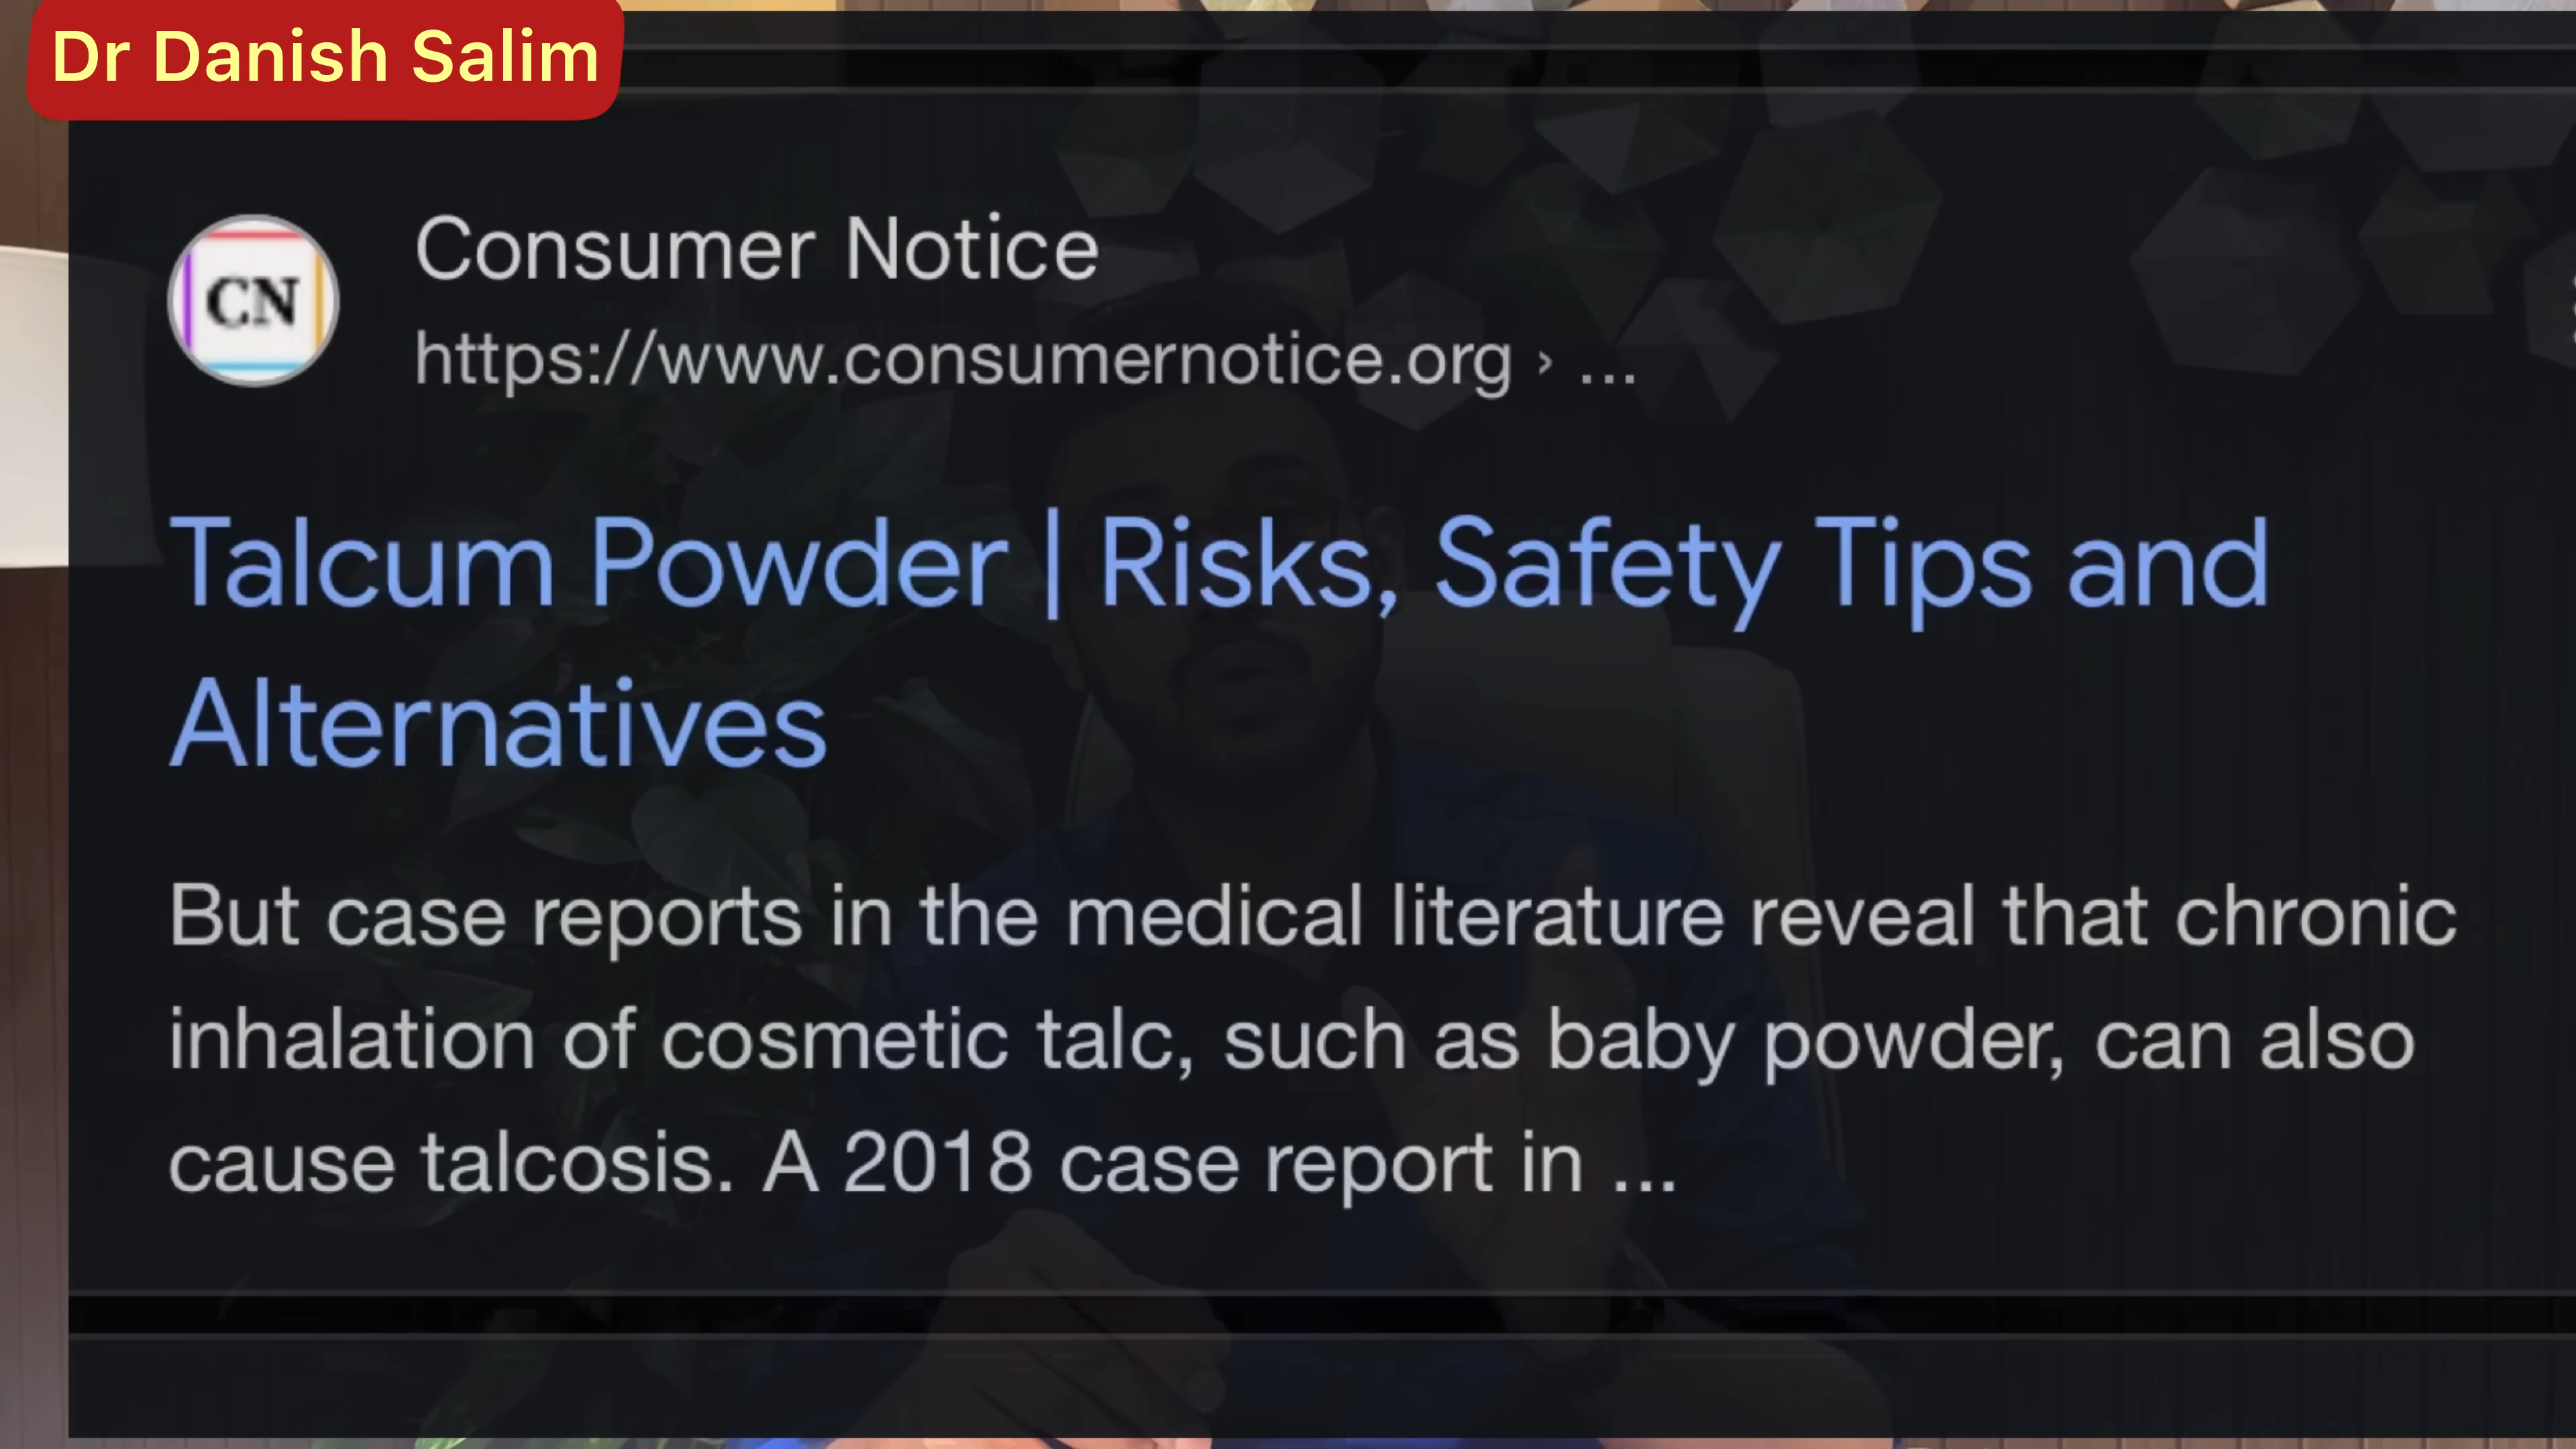 Dr Danish Salim
CN
Consumer Notice
https://www.consumernotice.org › ...
Talcum Powder | Risks, Safety Tips and
Alternatives
But case reports in the medical literature reveal that chronic
inhalation of cosmetic talc, such as baby powder, can also
cause talcosis. A 2018 case report in ...